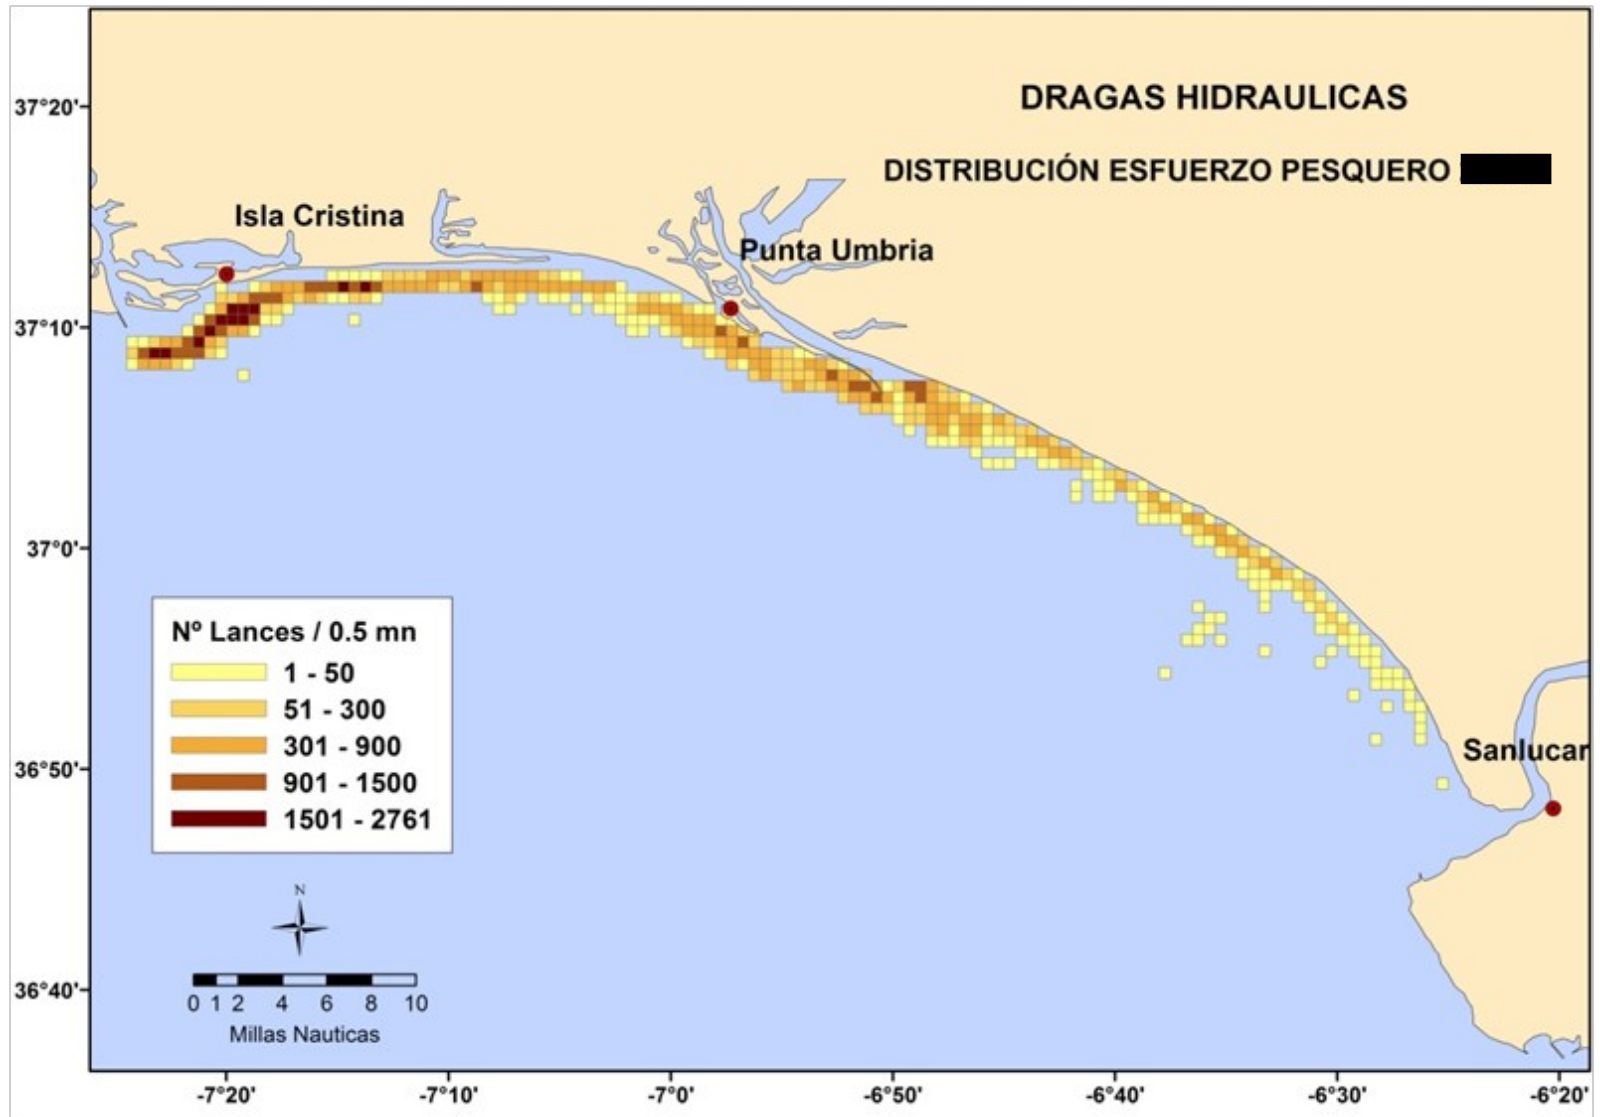 DRAGAS HIDRAULICAS
DISTRIBUCIÓN ESFUERZO PESQUERO
37°20'
37°10'
37°0'
36°50'
36°40'
Isla Cristina
Punta Umbria
Sanlucar
Nº Lances / 0.5 mn
1 - 50
51 - 300
301 - 900
901 - 1500
1501 - 2761
N
0 1 2 4 6 8 10
Millas Nauticas
-7°20' -7°10' -7°0' -6°50' -6°40' -6°30' -6°20'